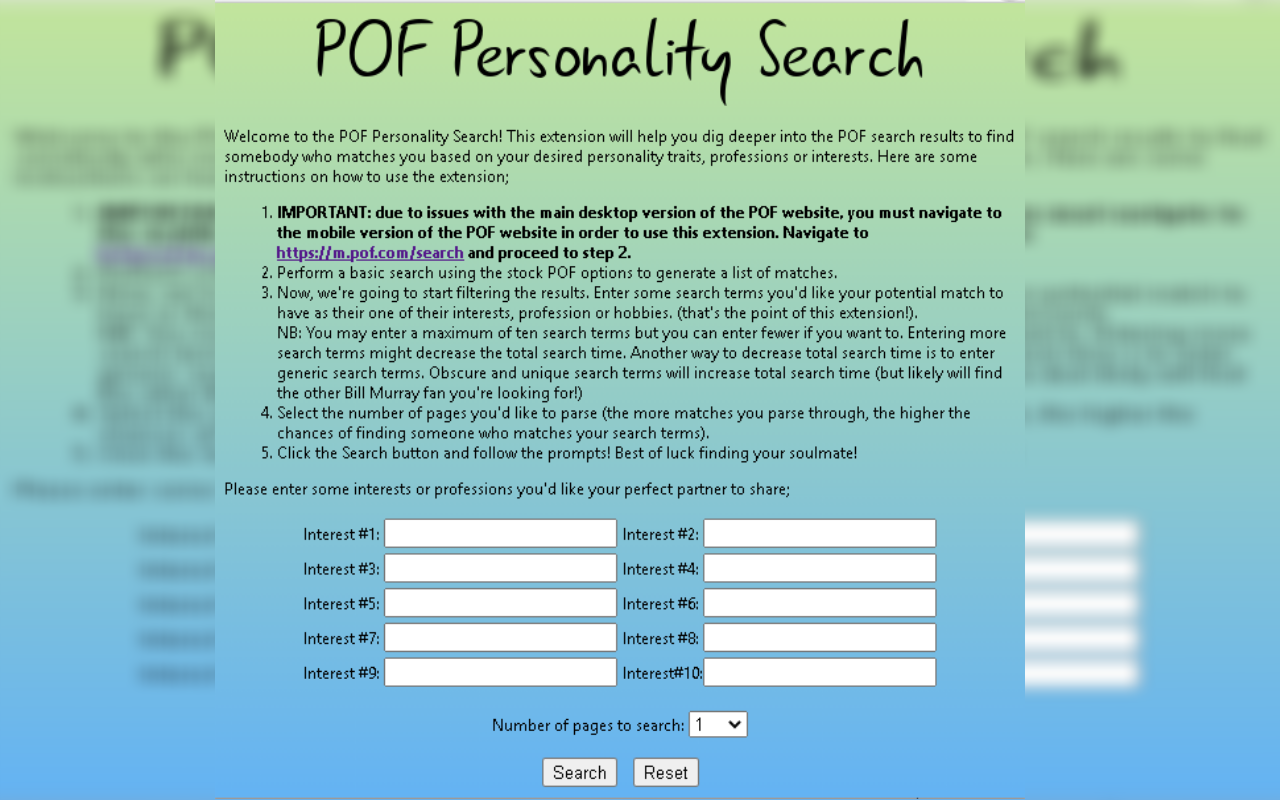 POF Personality Search
Welcome to the POF Personality Search! This extension will help you dig deeper into the POF search results to find
somebody who matches you based on your desired personality traits, professions or interests. Here are some
instructions on how to use the extension;
1. IMPORTANT: due to issues with the main desktop version of the POF website, you must navigate to
the mobile version of the POF website in order to use this extension. Navigate to
https://m.pof.com/search and proceed to step 2.
2. Perform a basic search using the stock POF options to generate a list of matches.
3. Now, we're going to start filtering the results. Enter some search terms you'd like your potential match to
have as their one of their interests, profession or hobbies. (that's the point of this extension!).
NB: You may enter a maximum of ten search terms but you can enter fewer if you want to. Entering more
search terms might decrease the total search time. Another way to decrease total search time is to enter
generic search terms. Obscure and unique search terms will increase total search time (but likely will find
the other Bill Murray fan you're looking for!)
4. Select the number of pages you'd like to parse (the more matches you parse through, the higher the
chances of finding someone who matches your search terms).
5. Click the Search button and follow the prompts! Best of luck finding your soulmate!
Please enter some interests or professions you'd like your perfect partner to share;
Interest #1: Interest #2:
Interest #3: Interest #4:
Interest #5: Interest #6:
Interest #7: Interest #8:
Interest #9: Interest#10:
Number of pages to search: 1
Search Reset